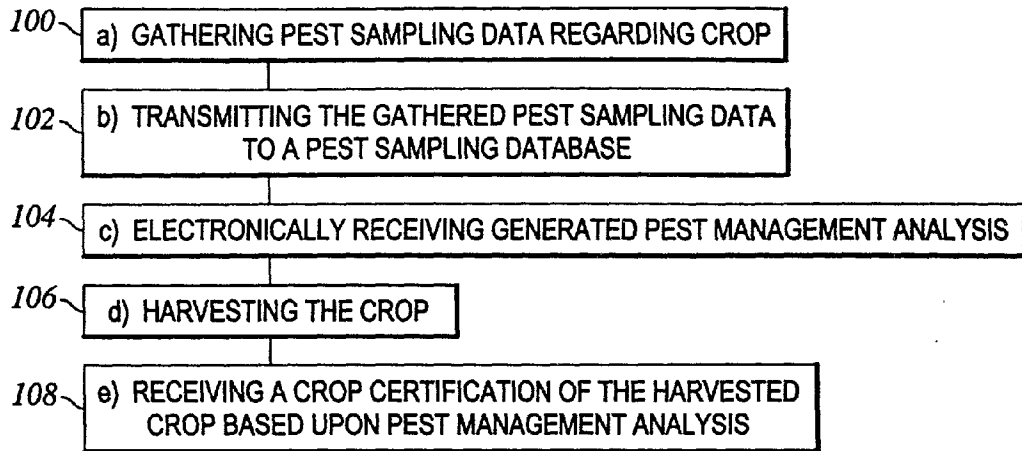 100
a) GATHERING PEST SAMPLING DATA REGARDING CROP
102
b) TRANSMITTING THE GATHERED PEST SAMPLING DATA
TO A PEST SAMPLING DATABASE
104
c) ELECTRONICALLY RECEIVING GENERATED PEST MANAGEMENT ANALYSIS
106
d) HARVESTING THE CROP
108
e) RECEIVING A CROP CERTIFICATION OF THE HARVESTED
CROP BASED UPON PEST MANAGEMENT ANALYSIS